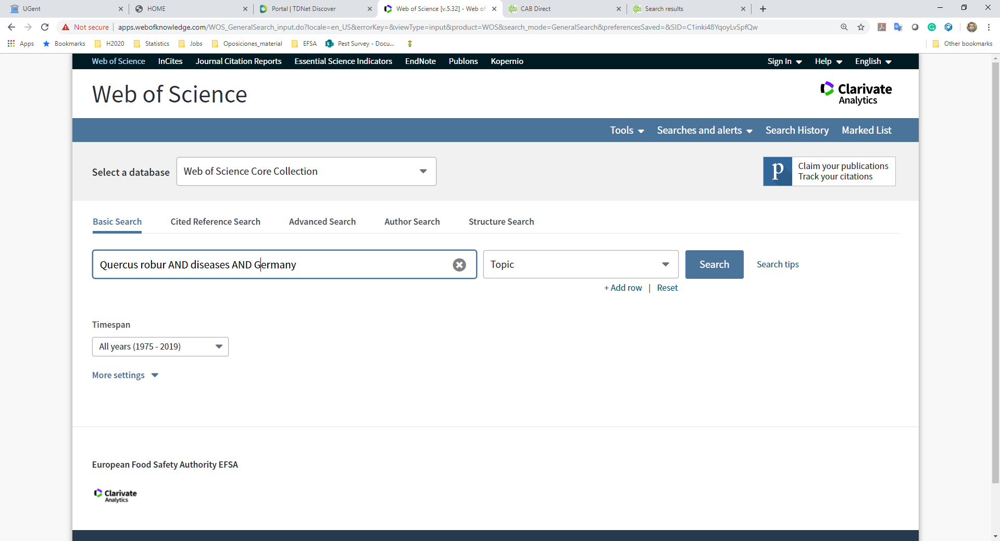 UGent
HOME
Portal | TDNet Discover
Web of Science [v.5.32] - Web of
CAB Direct
Search results
Not secure
apps.webofknowledge.com/WOS_GeneralSearch_input.do?locale=en_US&errorKey=&viewType=input&product=WOS&search_mode=GeneralSearch&preferencesSaved=&SID=C1inki48YqoyLvSpfQw
Apps
Bookmarks
H2020
Statistics
Jobs
Oposiciones_material
EFSA
Pest Survey - Docu...
Other bookmarks
Web of Science
InCites
Journal Citation Reports
Essential Science Indicators
EndNote
Publons
Kopernio
Sign In
Help
English
Web of Science
Clarivate
Analytics
Tools
Searches and alerts
Search History
Marked List
Select a database
Web of Science Core Collection
p
Claim your publications
Track your citations
Basic Search
Cited Reference Search
Advanced Search
Author Search
Structure Search
Quercus robur AND diseases AND Germany
Topic
Search
Search tips
+ Add row | Reset
Timespan
All years (1975 - 2019)
More settings
European Food Safety Authority EFSA
Clarivate
Analytics